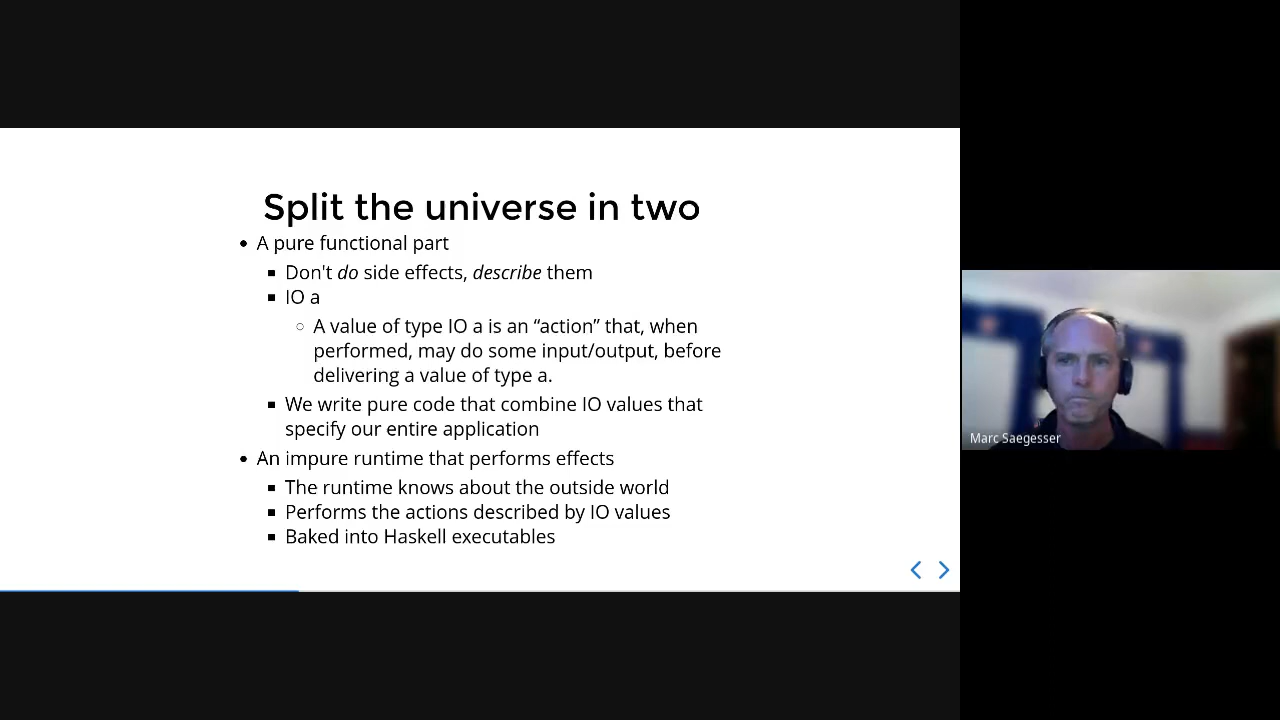 Split the universe in two
A pure functional part
Don't do side effects, describe them
IO a
A value of type IO a is an “action” that, when
performed, may do some input/output, before
delivering a value of type a.
We write pure code that combine IO values that
specify our entire application
An impure runtime that performs effects
The runtime knows about the outside world
Performs the actions described by IO values
Baked into Haskell executables
Marc Saegesser